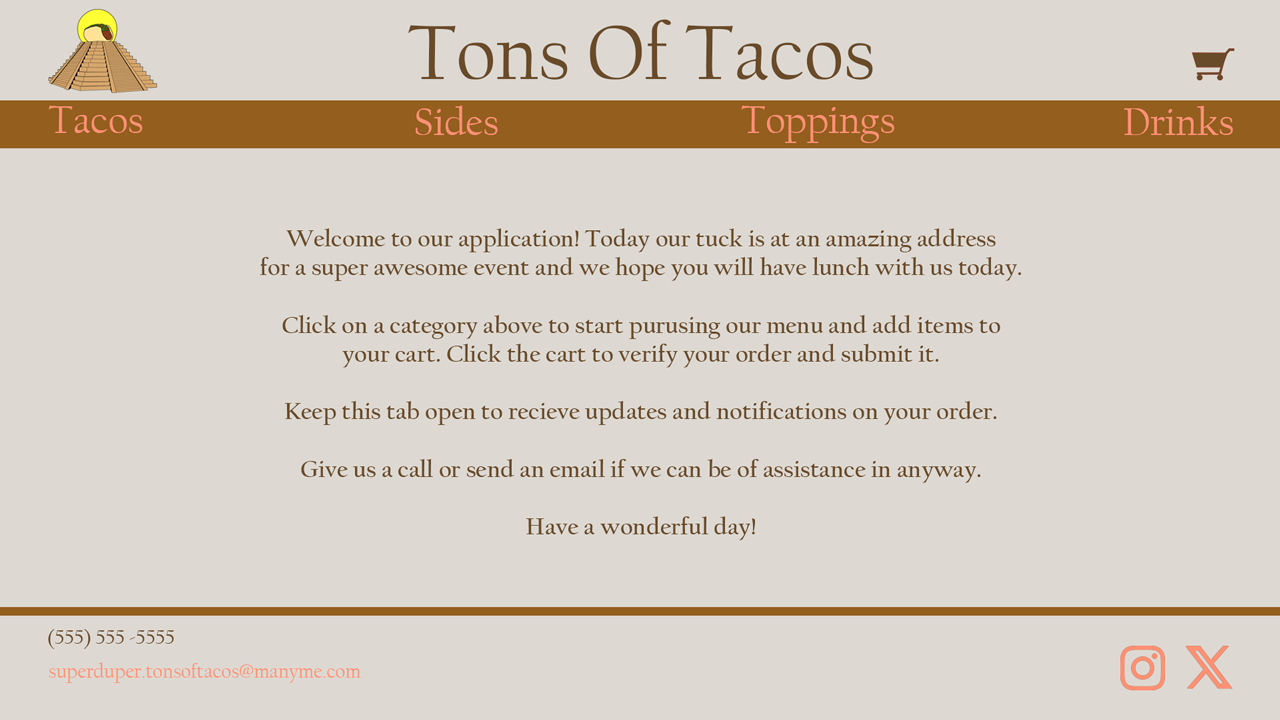 Tons Of Tacos
Tacos Sides Toppings Drinks
Welcome to our application! Today our tuck is at an amazing address
for a super awesome event and we hope you will have lunch with us today.
Click on a category above to start purusing our menu and add items to
your cart. Click the cart to verify your order and submit it.
Keep this tab open to recieve updates and notifications on your order.
Give us a call or send an email if we can be of assistance in anyway.
Have a wonderful day!
(555) 555 -5555
superduper.tonsoftacos@manyme.com